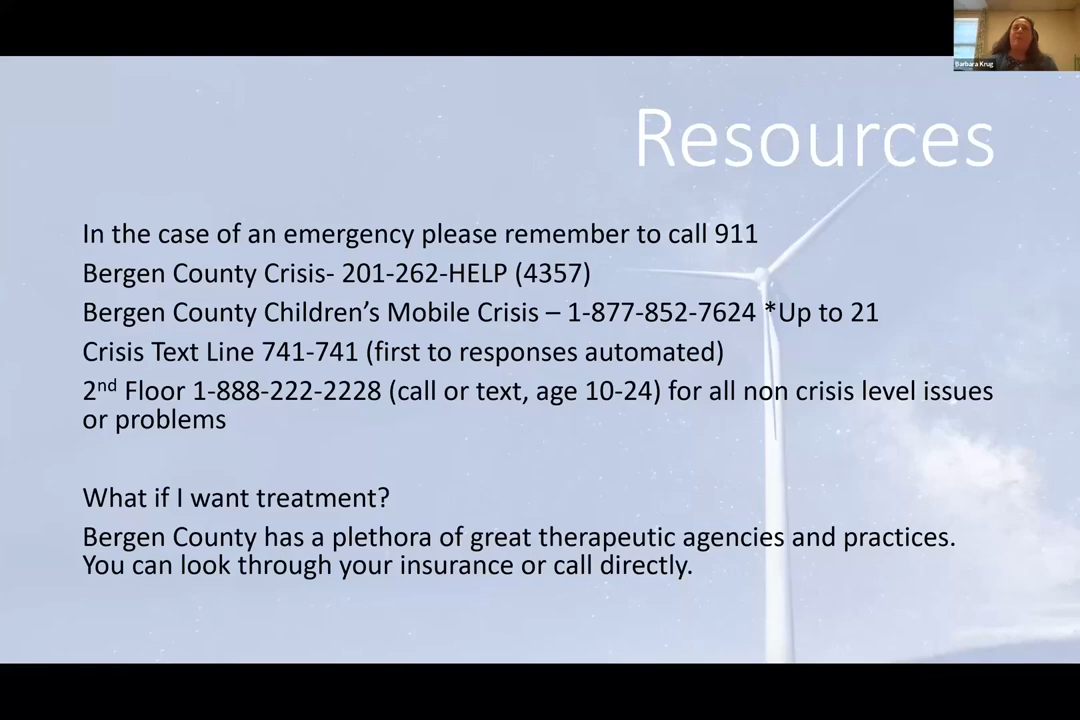 Barbara Krug
Resources
In the case of an emergency please remember to call 911
Bergen County Crisis- 201-262-HELP (4357)
Bergen County Children’s Mobile Crisis – 1-877-852-7624 *Up to 21
Crisis Text Line 741-741 (first to responses automated)
2nd Floor 1-888-222-2228 (call or text, age 10-24) for all non crisis level issues
or problems
What if I want treatment?
Bergen County has a plethora of great therapeutic agencies and practices.
You can look through your insurance or call directly.